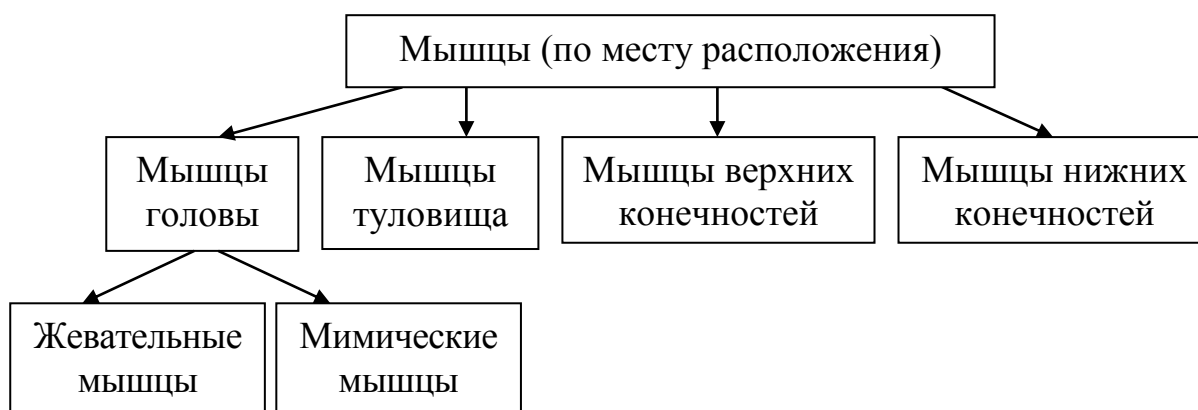 Мышцы (по месту расположения)
Мышцы
головы
Мышцы
туловища
Мышцы верхних
конечностей
Мышцы нижних
конечностей
Жевательные
мышцы
Мимические
мышцы